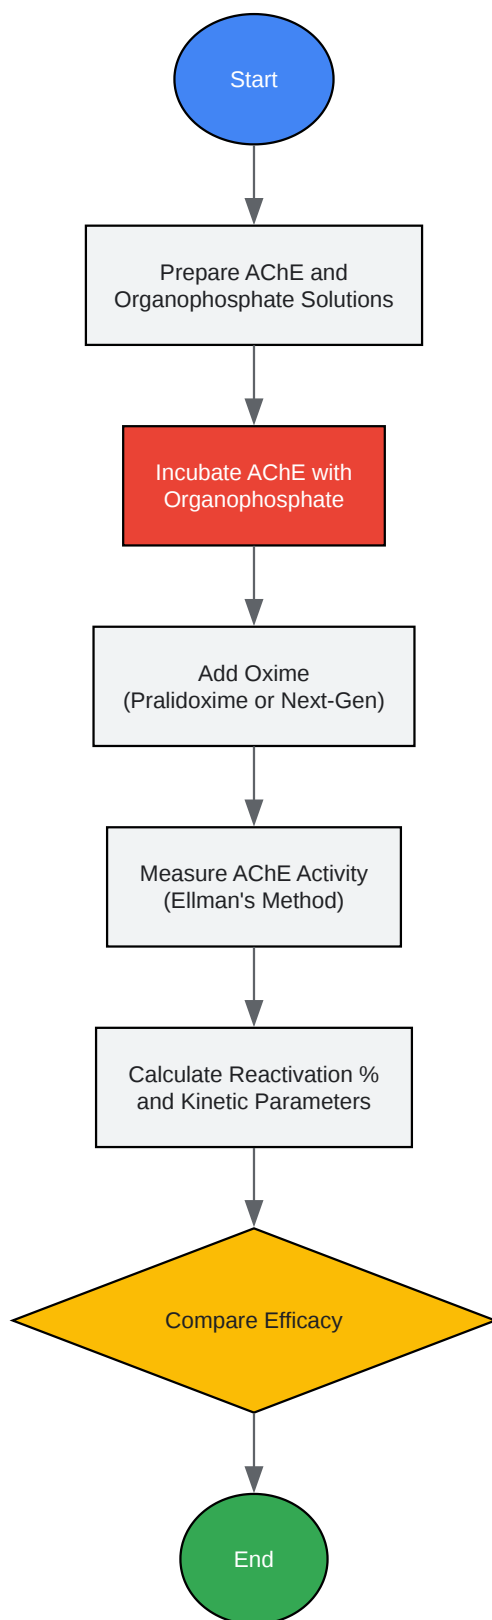 Start
Prepare AChE and
Organophosphate Solutions
Incubate AChE with
Organophosphate
Add Oxime
(Pralidoxime or Next-Gen)
Measure AChE Activity
(Ellman's Method)
Calculate Reactivation %
and Kinetic Parameters
Compare Efficacy
End